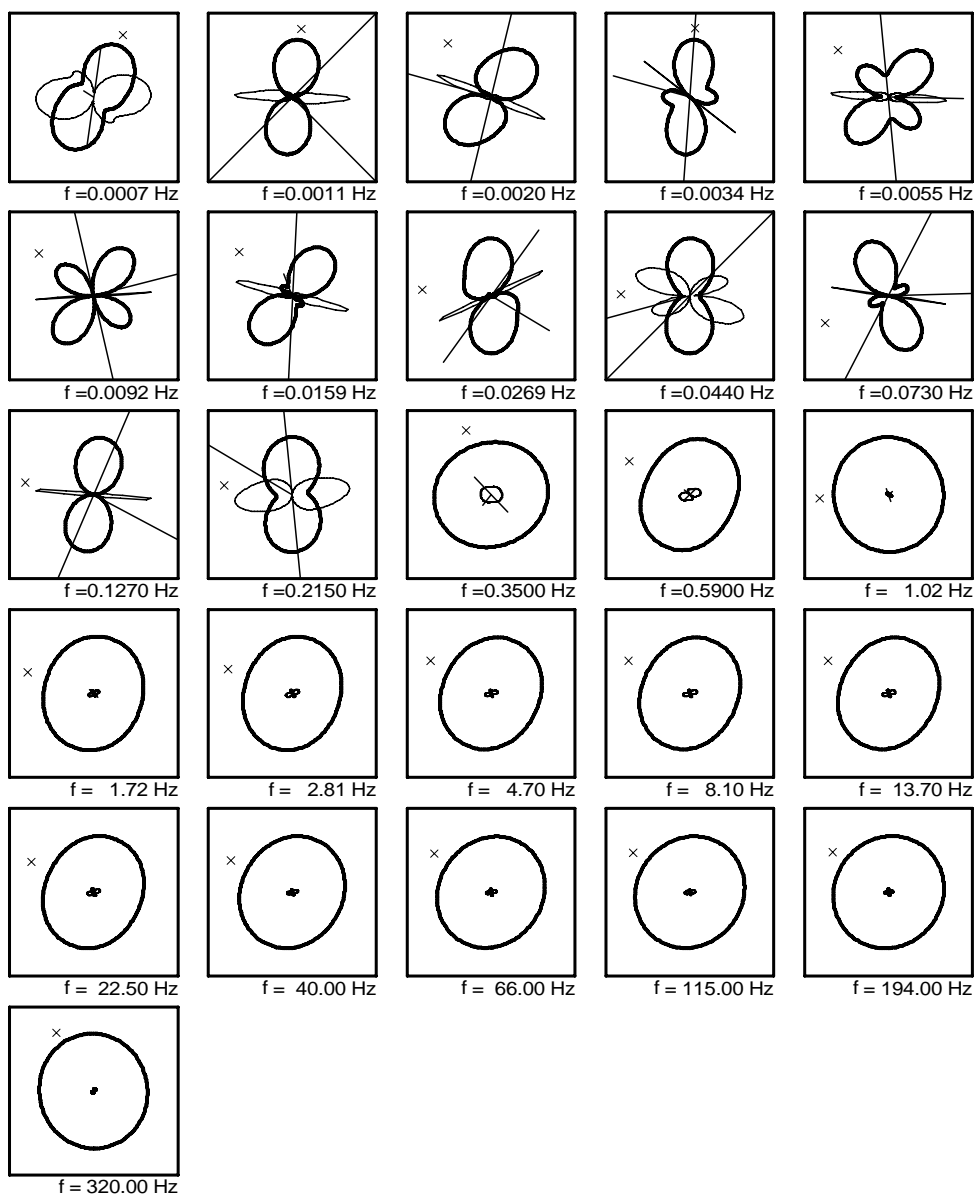 f =0.0007 Hz f =0.0011 Hz f =0.0020 Hz f =0.0034 Hz f =0.0055 Hz
f =0.0092 Hz f =0.0159 Hz f =0.0269 Hz f =0.0440 Hz f =0.0730 Hz
f =0.1270 Hz f =0.2150 Hz f =0.3500 Hz f =0.5900 Hz f = 1.02 Hz
f = 1.72 Hz f = 2.81 Hz f = 4.70 Hz f = 8.10 Hz f = 13.70 Hz
f = 22.50 Hz f = 40.00 Hz f = 66.00 Hz f = 115.00 Hz f = 194.00 Hz
f = 320.00 Hz